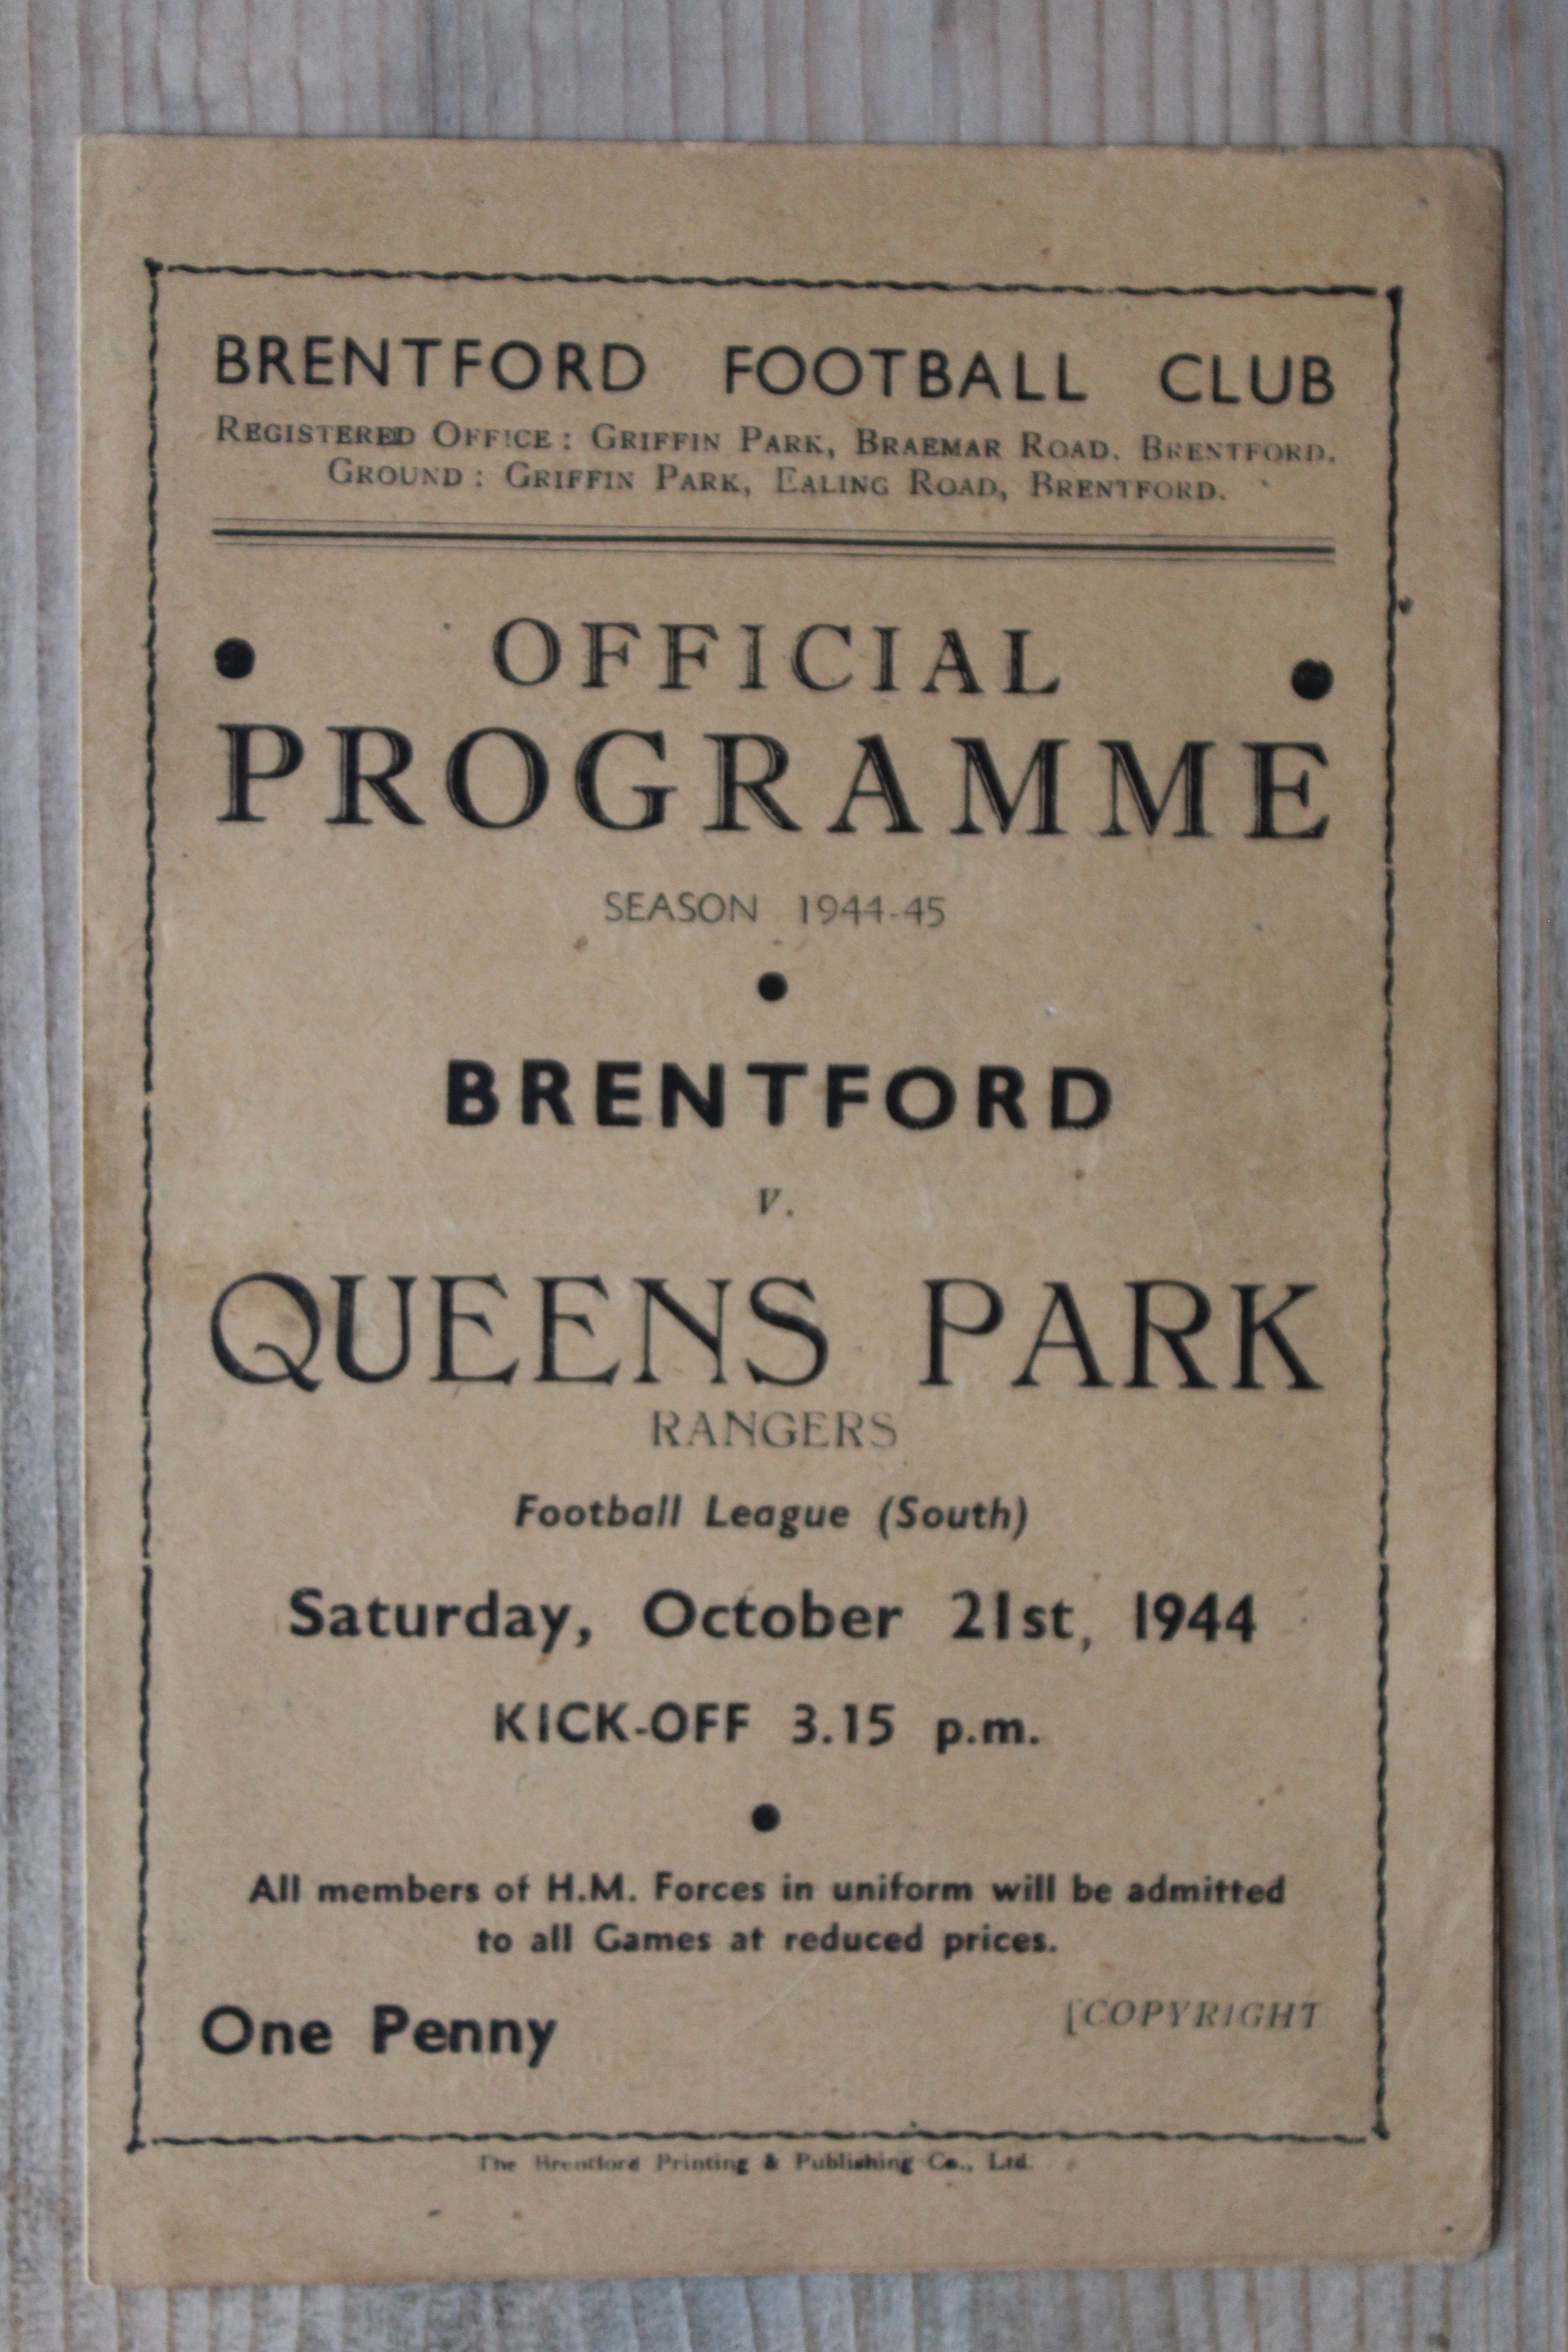 BRENTFORD FOOTBALL CLUB
REGISTERED OFFICE: GRIFFIN PARK, BRAEMAR ROAD. BRENTFORD.
GROUND: GRIFFIN PARK, EALING ROAD, BRENTFORD.
• OFFICIAL •
PROGRAMME
SEASON 1944-45
•
BRENTFORD
v.
QUEENS PARK
RANGERS
Football League (South)
Saturday, October 21st, 1944
KICK-OFF 3.15 p.m.
•
All members of H.M. Forces in uniform will be admitted
to all Games at reduced prices.
One Penny [COPYRIGHT
The Brentford Printing & Publishing Co., Ltd.